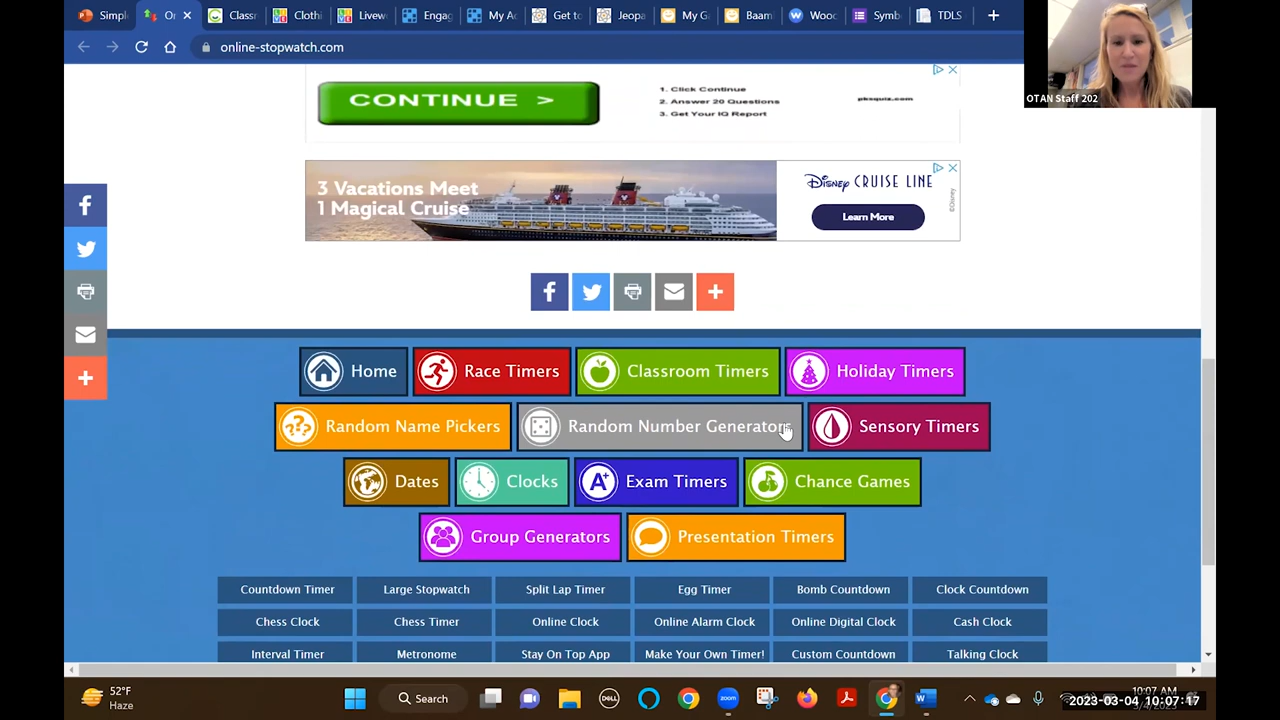 Simpl
Or
Classr
Clothi
Livew
Engag
My Ac
Get to
Jeopa
My Ga
Baam
Wooc
Symb
TDLS
online-stopwatch.com
OTAN Staff 202
CONTINUE >
1. Click Continue
2. Answer 20 Questions
3. Get Your IQ Report
3 Vacations Meet
1 Magical Cruise
Disney CRUISE LINE
Learn More
©Disney
Home
Race Timers
Classroom Timers
Holiday Timers
Random Name Pickers
Random Number Generators
Sensory Timers
Dates
Clocks
A+ Exam Timers
Chance Games
Group Generators
Presentation Timers
Countdown Timer
Large Stopwatch
Split Lap Timer
Egg Timer
Bomb Countdown
Clock Countdown
Chess Clock
Chess Timer
Online Clock
Online Alarm Clock
Online Digital Clock
Cash Clock
Interval Timer
Metronome
Stay On Top App
Make Your Own Timer!
Custom Countdown
Talking Clock
52°F
Haze
Search
DELL
zoom
10:07 AM
2023-03-04 10:07:17